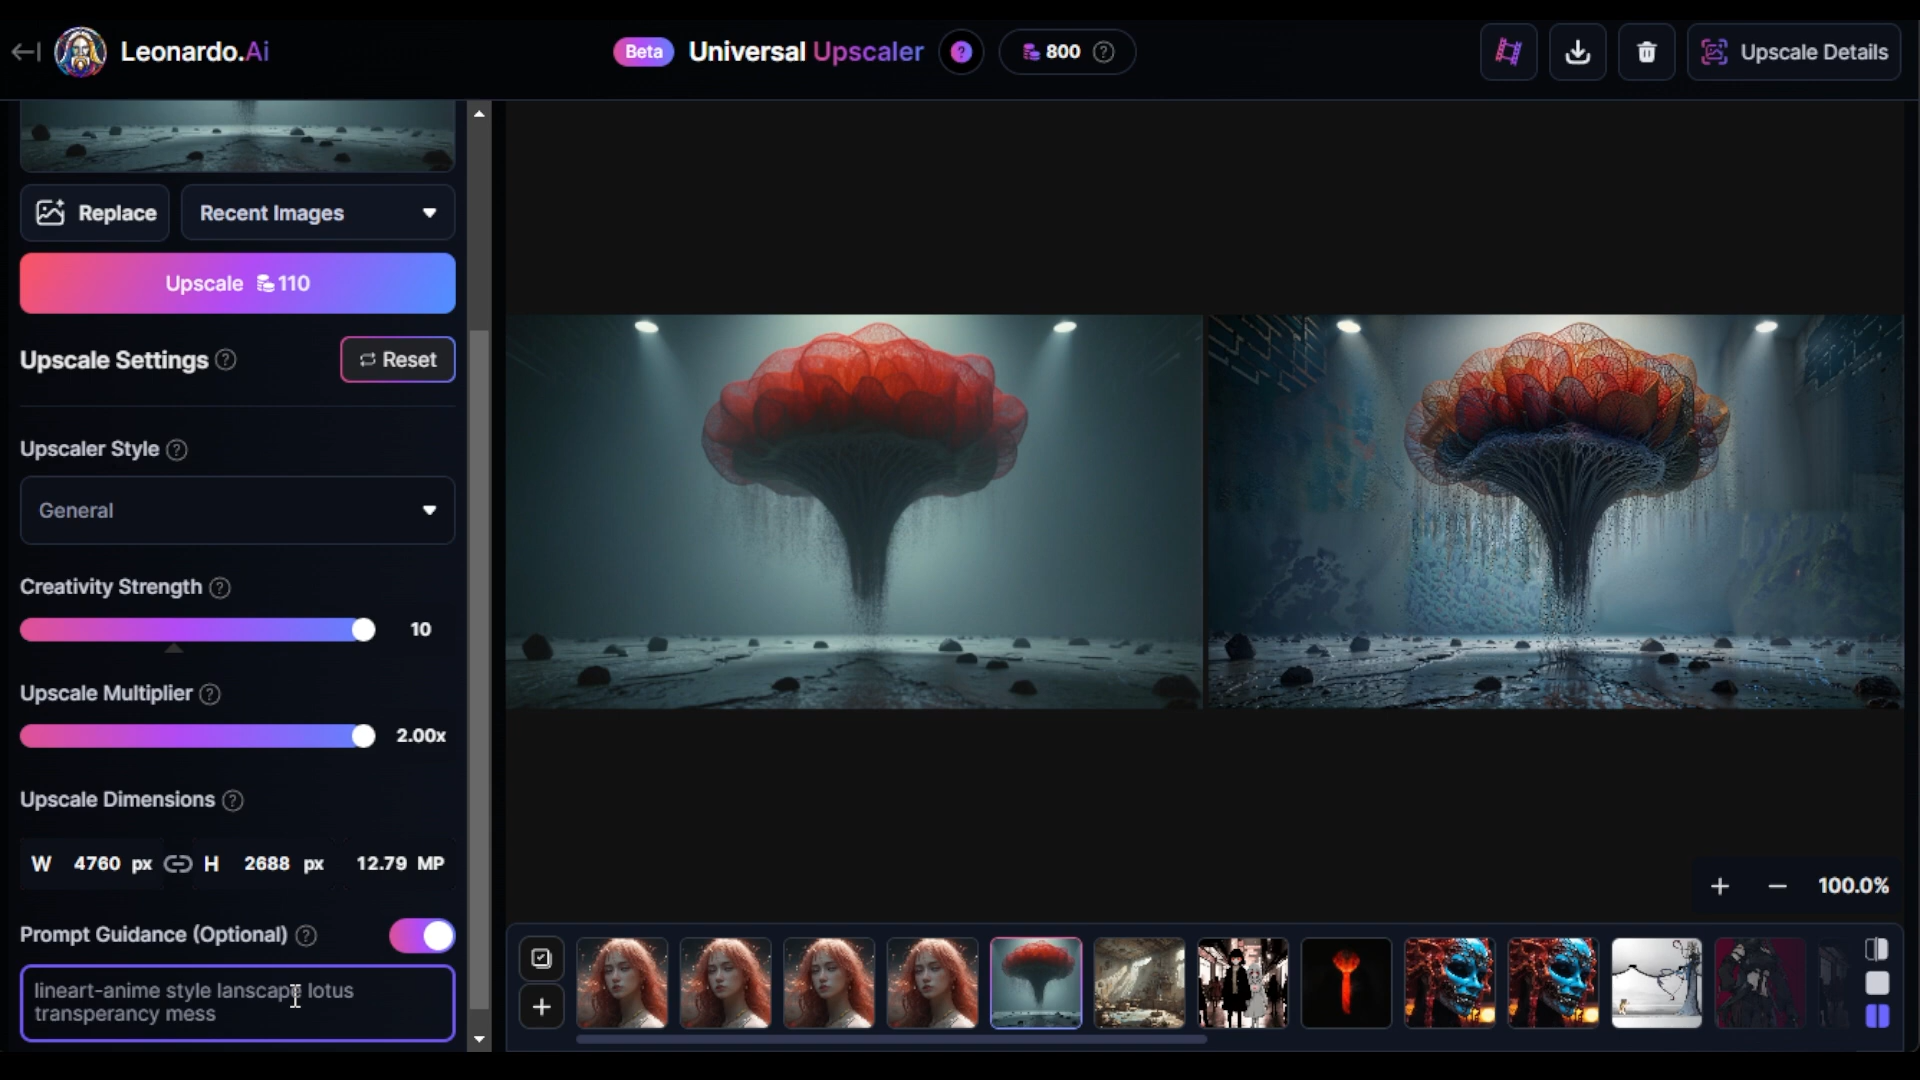 Leonardo.Ai
Beta Universal Upscaler ? 800 ?
Upscale Details
Replace
Recent Images
Upscale 110
Upscale Settings ?
Reset
Upscaler Style ?
General
Creativity Strength ?
10
Upscale Multiplier ?
2.00x
Upscale Dimensions ?
W 4760 px H 2688 px 12.79 MP
Prompt Guidance (Optional) ?
lineart-anime style lanscape lotus
transperancy mess
+ − 100.0%